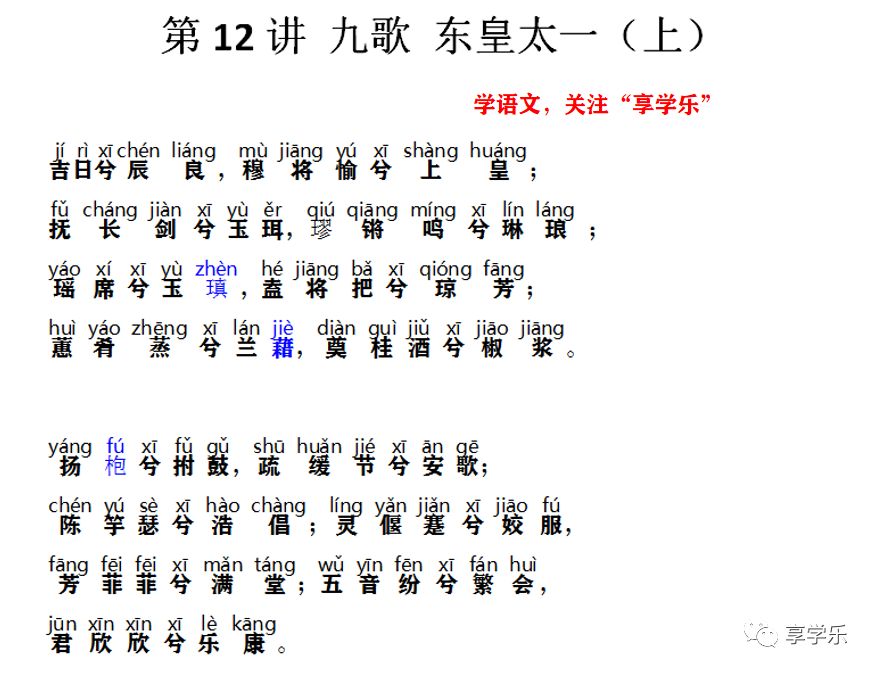 第 12 讲 九歌 东皇太一（上）
学语文，关注“享学乐”
jí rì xī chén liáng mù jiāng yú xī shàng huáng
吉日兮辰良，穆将愉兮上皇；
fǔ cháng jiàn xī yù ěr qiú qiāng míng xī lín láng
抚长剑兮玉珥，璆锵鸣兮琳琅；
yáo xí xī yù zhèn hé jiāng bǎ xī qióng fāng
瑶席兮玉瑱，盍将把兮琼芳；
huì yáo zhēng xī lán jiè diàn guì jiǔ xī jiāo jiāng
蕙肴蒸兮兰藉，奠桂酒兮椒浆。
yáng fú xī fǔ gǔ shū huǎn jié xī ān gē
扬枹兮拊鼓，疏缓节兮安歌；
chén yú sè xī hào chàng líng yǎn jiǎn xī jiāo fú
陈竽瑟兮浩倡；灵偃蹇兮姣服，
fāng fēi fēi xī mǎn táng wǔ yīn fēn xī fán huì
芳菲菲兮满堂；五音纷兮繁会，
jūn xīn xīn xī lè kāng
君欣欣兮乐康。
享学乐